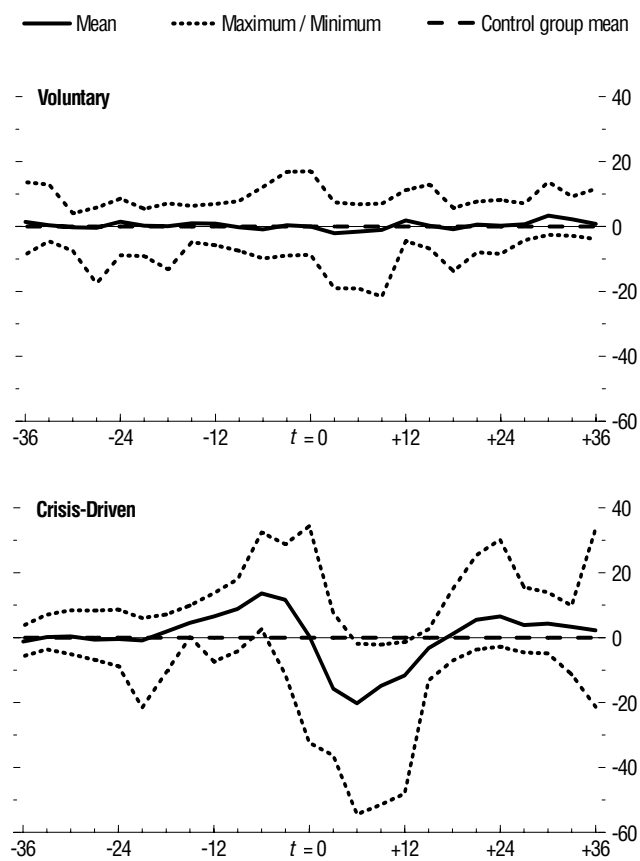 Mean Maximum / Minimum Control group mean
Voluntary
40
20
0
-20
-40
-60
-36 -24 -12 t = 0 +12 +24 +36
Crisis-Driven
40
20
0
-20
-40
-60
-36 -24 -12 t = 0 +12 +24 +36